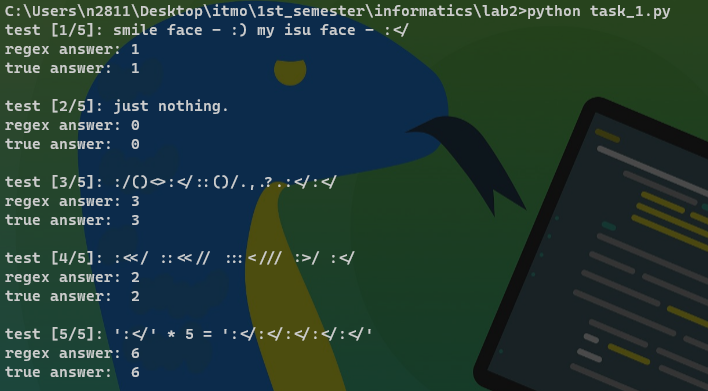 C:\Users\n2811\Desktop\itmo\1st_semester\informatics\lab2>python task_1.py
test [1/5]: smile face - :) my isu face - :</
regex answer: 1
true answer:  1
test [2/5]: just nothing.
regex answer: 0
true answer:  0
test [3/5]: :/()<>:</::()/.,.?.:</:</
regex answer: 3
true answer:  3
test [4/5]: :<</ ::<<// :::</// :>/ :</
regex answer: 2
true answer:  2
test [5/5]: ':</' * 5 = ':</:</:</:</:</'
regex answer: 6
true answer:  6